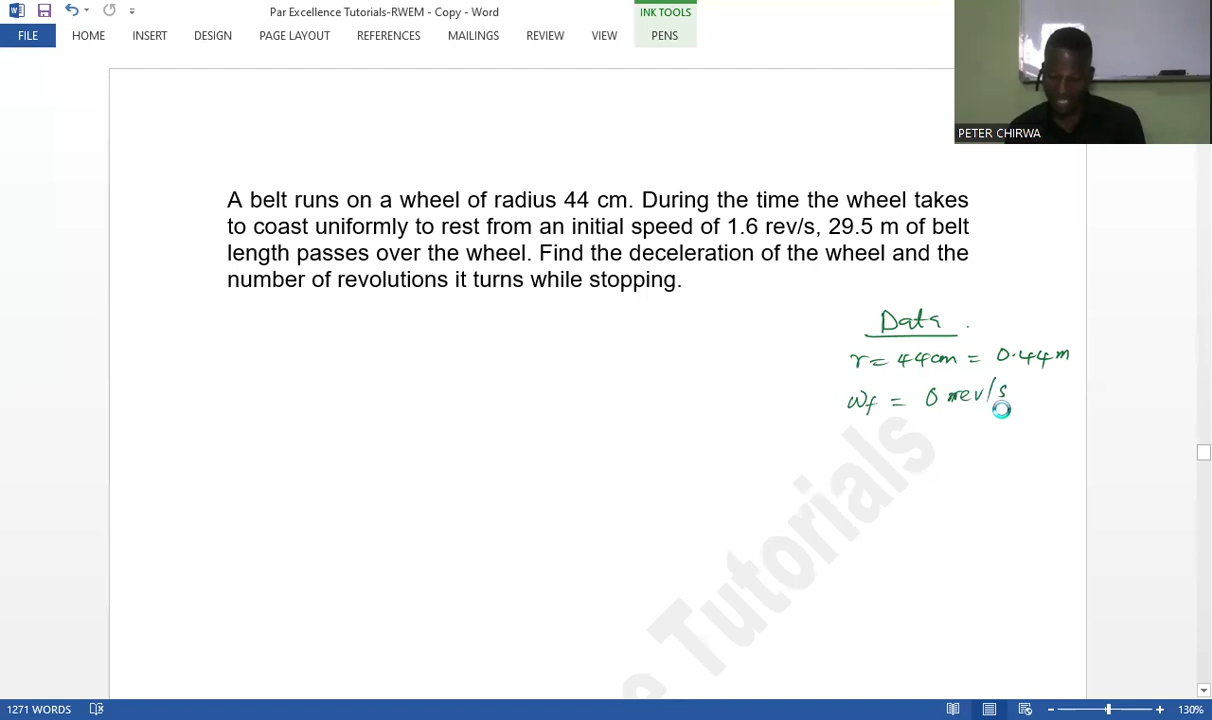 Par Excellence Tutorials-RWEM - Copy - Word
INK TOOLS
FILE HOME INSERT DESIGN PAGE LAYOUT REFERENCES MAILINGS REVIEW VIEW PENS
PETER CHIRWA
A belt runs on a wheel of radius 44 cm. During the time the wheel takes
to coast uniformly to rest from an initial speed of 1.6 rev/s, 29.5 m of belt
length passes over the wheel. Find the deceleration of the wheel and the
number of revolutions it turns while stopping.
Data
r = 44cm = 0.44m
ωf = 0 rev/s
Tutorials
1271 WORDS
130%